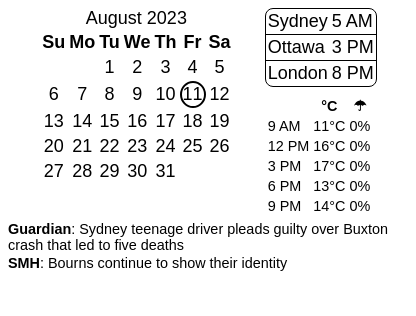 August 2023
Su Mo Tu We Th Fr Sa
1 2 3 4 5
6 7 8 9 10 11 12
13 14 15 16 17 18 19
20 21 22 23 24 25 26
27 28 29 30 31
Sydney 5 AM
Ottawa 3 PM
London 8 PM
°C ☂
9 AM 11°C 0%
12 PM 16°C 0%
3 PM 17°C 0%
6 PM 13°C 0%
9 PM 14°C 0%
Guardian: Sydney teenage driver pleads guilty over Buxton
crash that led to five deaths
SMH: Bourns continue to show their identity